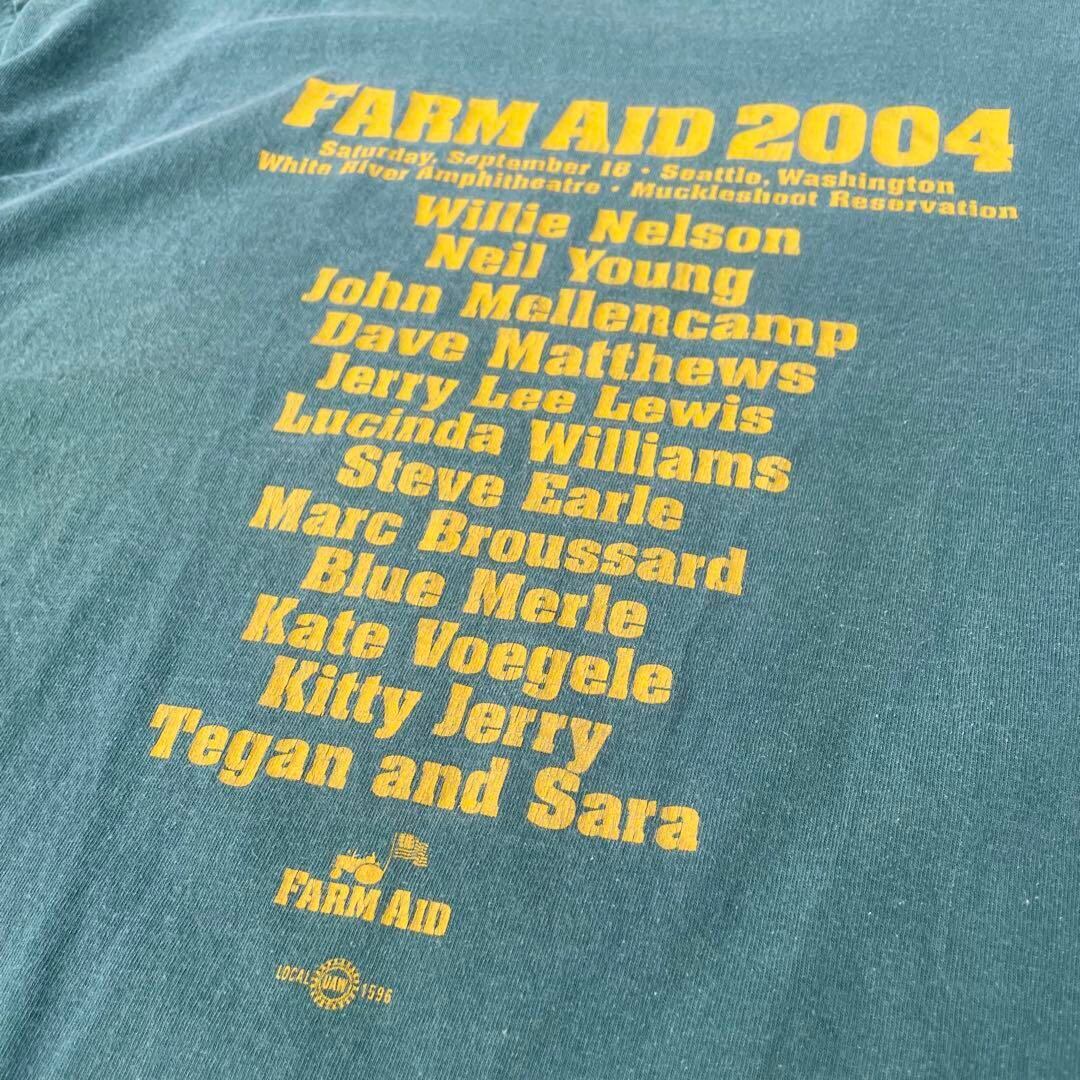 FARM AID 2004
Saturday, September 18 • Seattle, Washington
White River Amphitheatre • Muckleshoot Reservation
Willie Nelson
Neil Young
John Mellencamp
Dave Matthews
Jerry Lee Lewis
Lucinda Williams
Steve Earle
Marc Broussard
Blue Merle
Kate Voegele
Kitty Jerry
Tegan and Sara
FARM AID
LOCAL UAW 1596